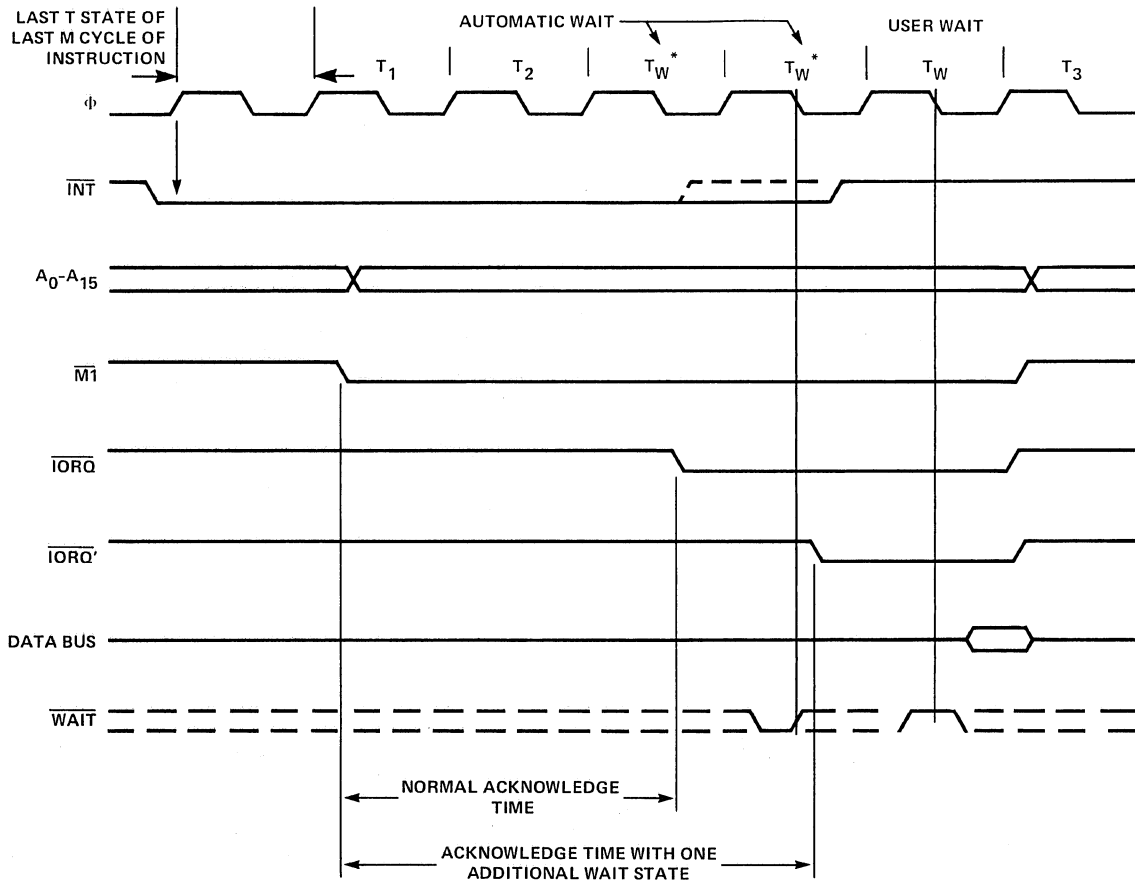 LAST T STATE OF
LAST M CYCLE OF
INSTRUCTION
AUTOMATIC WAIT
USER WAIT
T1 T2 TW* TW* TW T3
Φ
INT
A0-A15
M1
IORQ
IORQ'
DATA BUS
WAIT
NORMAL ACKNOWLEDGE
TIME
ACKNOWLEDGE TIME WITH ONE
ADDITIONAL WAIT STATE